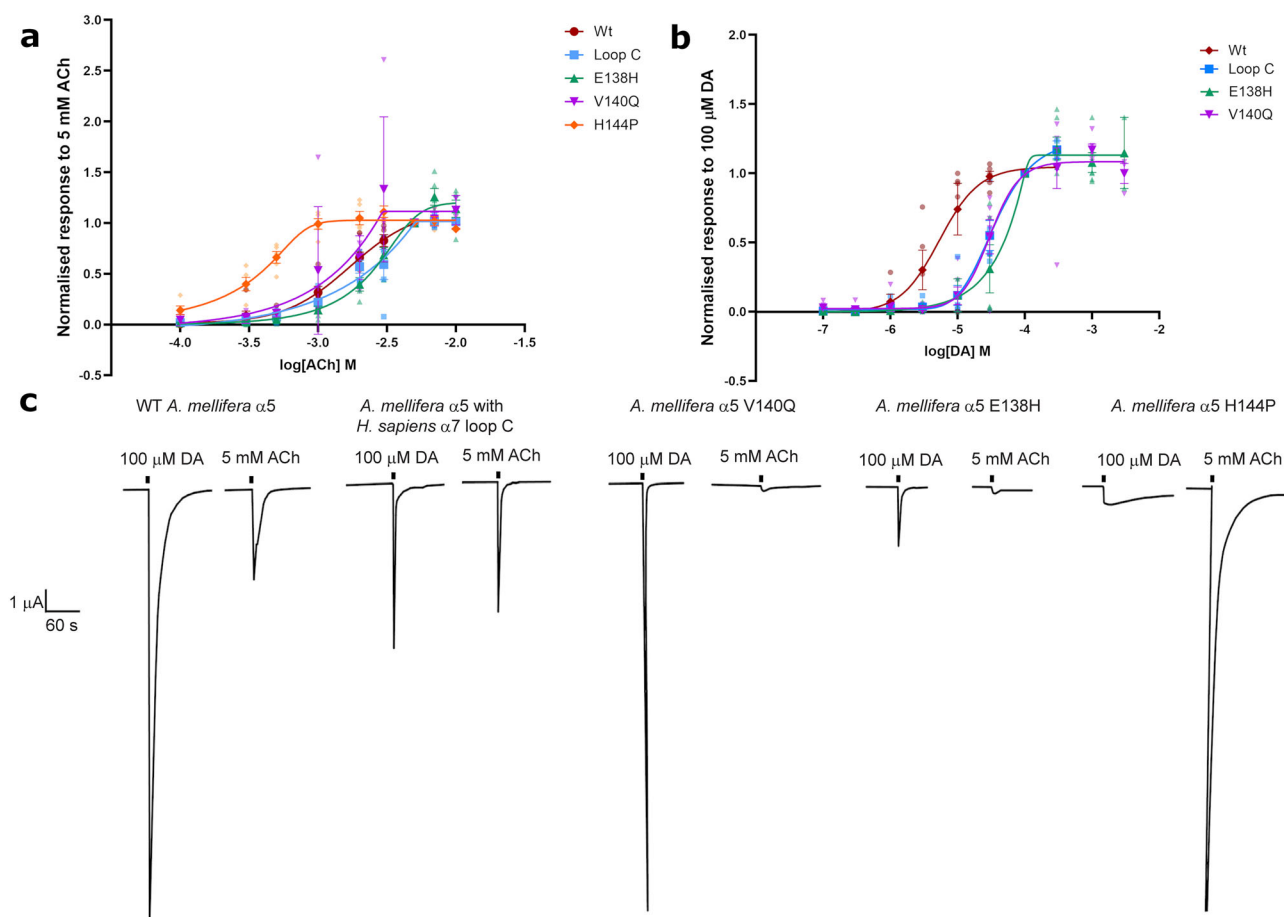 a
Normalised response to 5 mM ACh
3.0
2.5
2.0
1.5
1.0
0.5
0.0
-0.5
-4.0 -3.5 -3.0 -2.5 -2.0 -1.5
log[ACh] M
Wt
Loop C
E138H
V140Q
H144P
b
Normalised response to 100 μM DA
2.0
1.5
1.0
0.5
0.0
-0.5
-7 -6 -5 -4 -3 -2
log[DA] M
Wt
Loop C
E138H
V140Q
c
WT A. mellifera α5
100 μM DA 5 mM ACh
A. mellifera α5 with
H. sapiens α7 loop C
100 μM DA 5 mM ACh
A. mellifera α5 V140Q
100 μM DA 5 mM ACh
A. mellifera α5 E138H
100 μM DA 5 mM ACh
A. mellifera α5 H144P
100 μM DA 5 mM ACh
1 μA
60 s